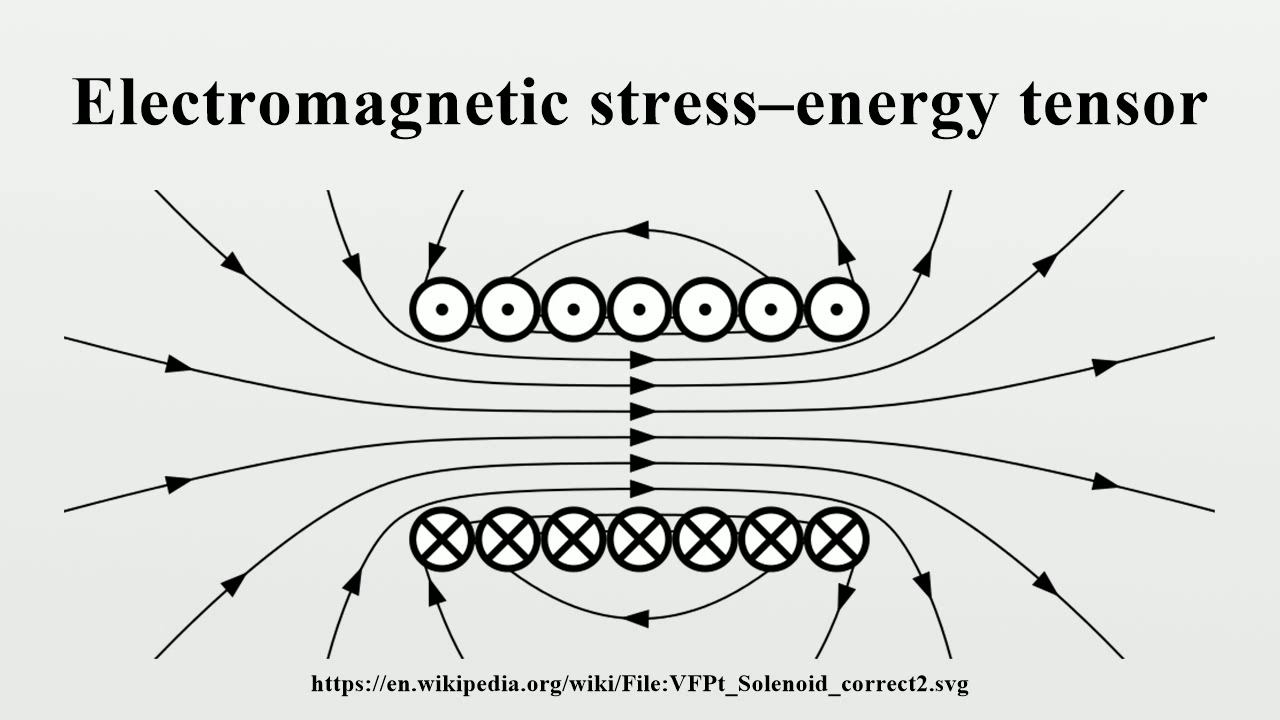 Electromagnetic stress–energy tensor
https://en.wikipedia.org/wiki/File:VFPt_Solenoid_correct2.svg